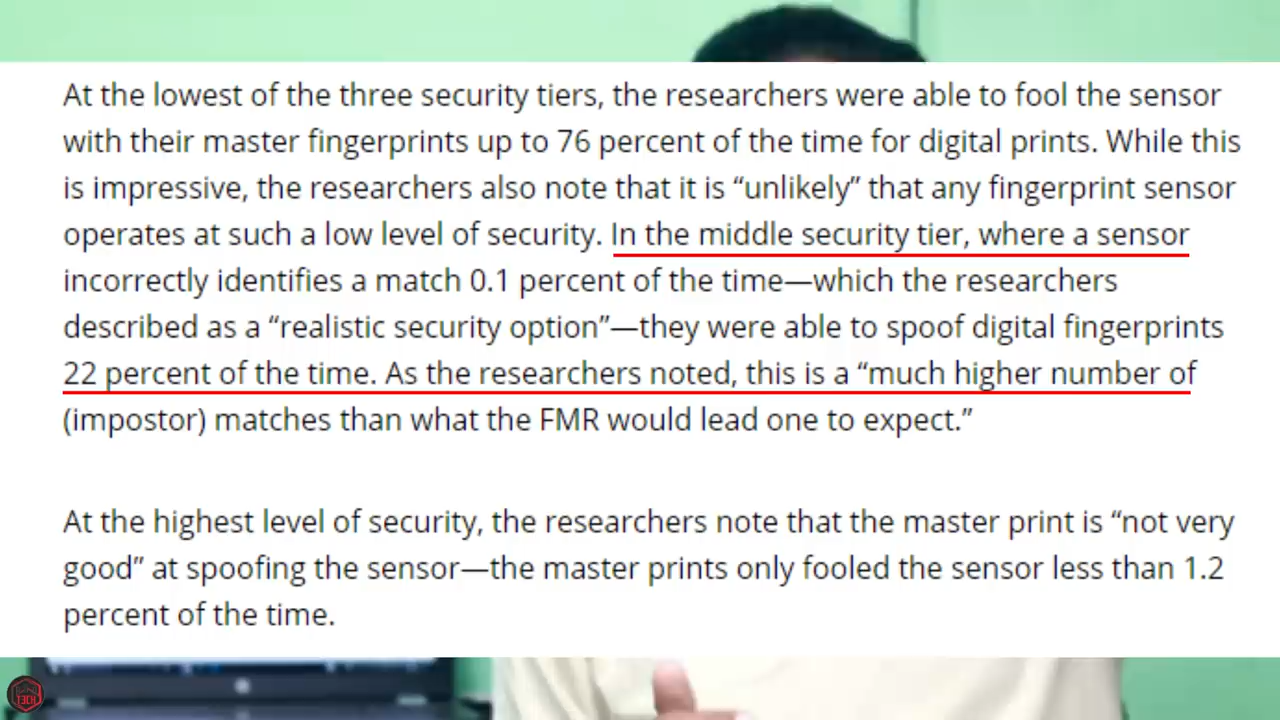 At the lowest of the three security tiers, the researchers were able to fool the sensor
with their master fingerprints up to 76 percent of the time for digital prints. While this
is impressive, the researchers also note that it is “unlikely” that any fingerprint sensor
operates at such a low level of security. In the middle security tier, where a sensor
incorrectly identifies a match 0.1 percent of the time—which the researchers
described as a “realistic security option”—they were able to spoof digital fingerprints
22 percent of the time. As the researchers noted, this is a “much higher number of
(impostor) matches than what the FMR would lead one to expect.”
At the highest level of security, the researchers note that the master print is “not very
good” at spoofing the sensor—the master prints only fooled the sensor less than 1.2
percent of the time.